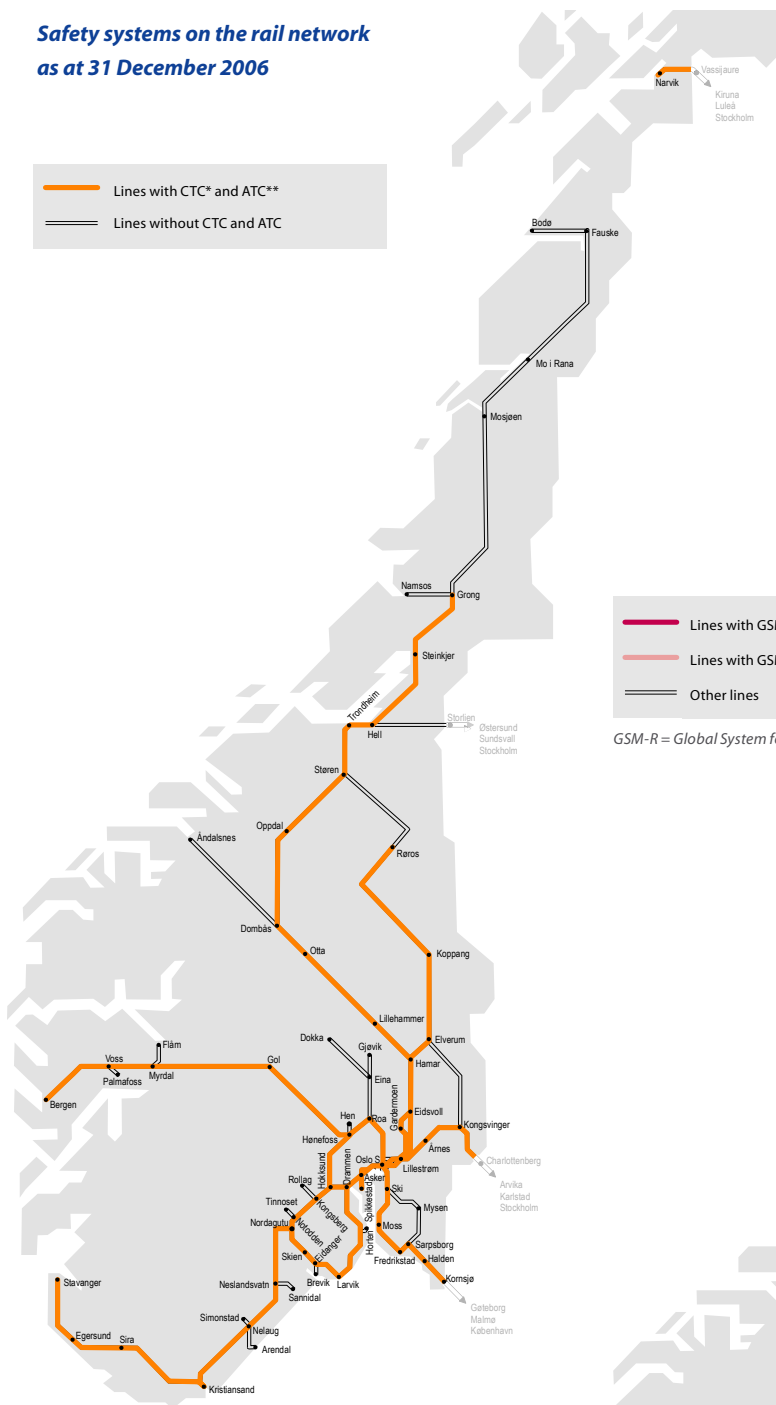 Safety systems on the rail network
as at 31 December 2006
Vassijaure
Narvik
Kiruna
Luleå
Stockholm
Lines with CTC* and ATC**
Lines without CTC and ATC
Bodø
Fauske
Mo i Rana
Mosjøen
Namsos
Grong
Lines with GSM
Steinkjer
Lines with GSM
Other lines
Trondheim
Storlien
Hell
Østersund
Sundsvall
Stockholm
GSM-R = Global System fo
Støren
Oppdal
Åndalsnes
Røros
Dombås
Otta
Koppang
Lillehammer
Dokka
Elverum
Flåm
Gjøvik
Voss
Gol
Hamar
Palmafoss
Myrdal
Eina
Bergen
Gardermoen
Eidsvoll
Hen
Roa
Kongsvinger
Hønefoss
Årnes
Hokksund
Drammen
Oslo S
Lillestrøm
Charlottenberg
Asker
Rollag
Spikkestad
Ski
Arvika
Karlstad
Stockholm
Tinnoset
Kongsberg
Mysen
Nordagutu
Notodden
Horten
Moss
Skien
Eidanger
Sarpsborg
Fredrikstad
Halden
Stavanger
Neslandsvatn
Brevik
Larvik
Kornsjø
Sannidal
Simonstad
Gøteborg
Malmø
København
Nelaug
Egersund
Sira
Arendal
Kristiansand